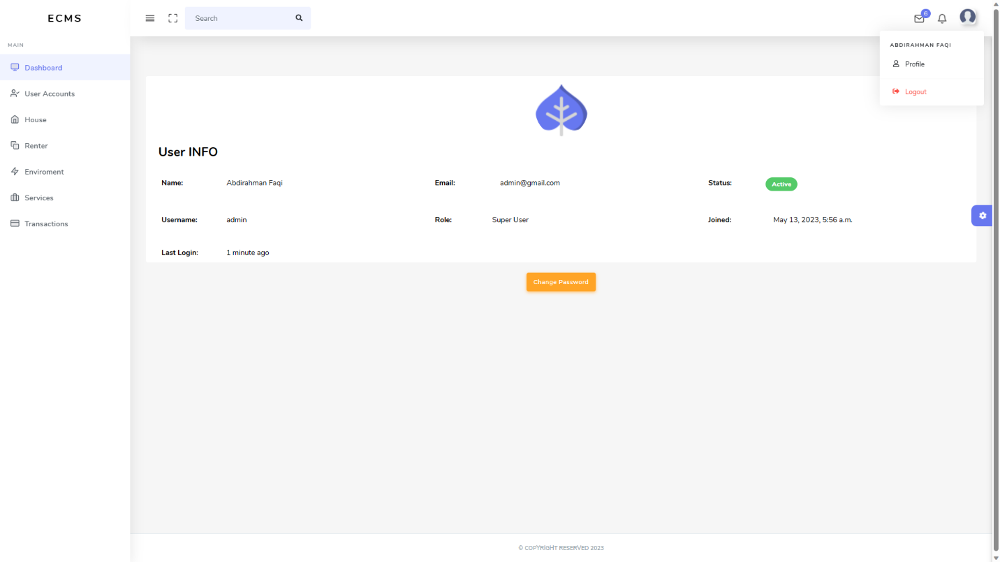 ECMS
MAIN
Dashboard
User Accounts
House
Renter
Enviroment
Services
Transactions
Search
6
ABDIRAHMAN FAQI
Profile
Logout
User INFO
Name: Abdirahman Faqi Email: admin@gmail.com Status: Active
Username: admin Role: Super User Joined: May 13, 2023, 5:56 a.m.
Last Login: 1 minute ago
Change Password
© COPYRIGHT RESERVED 2023